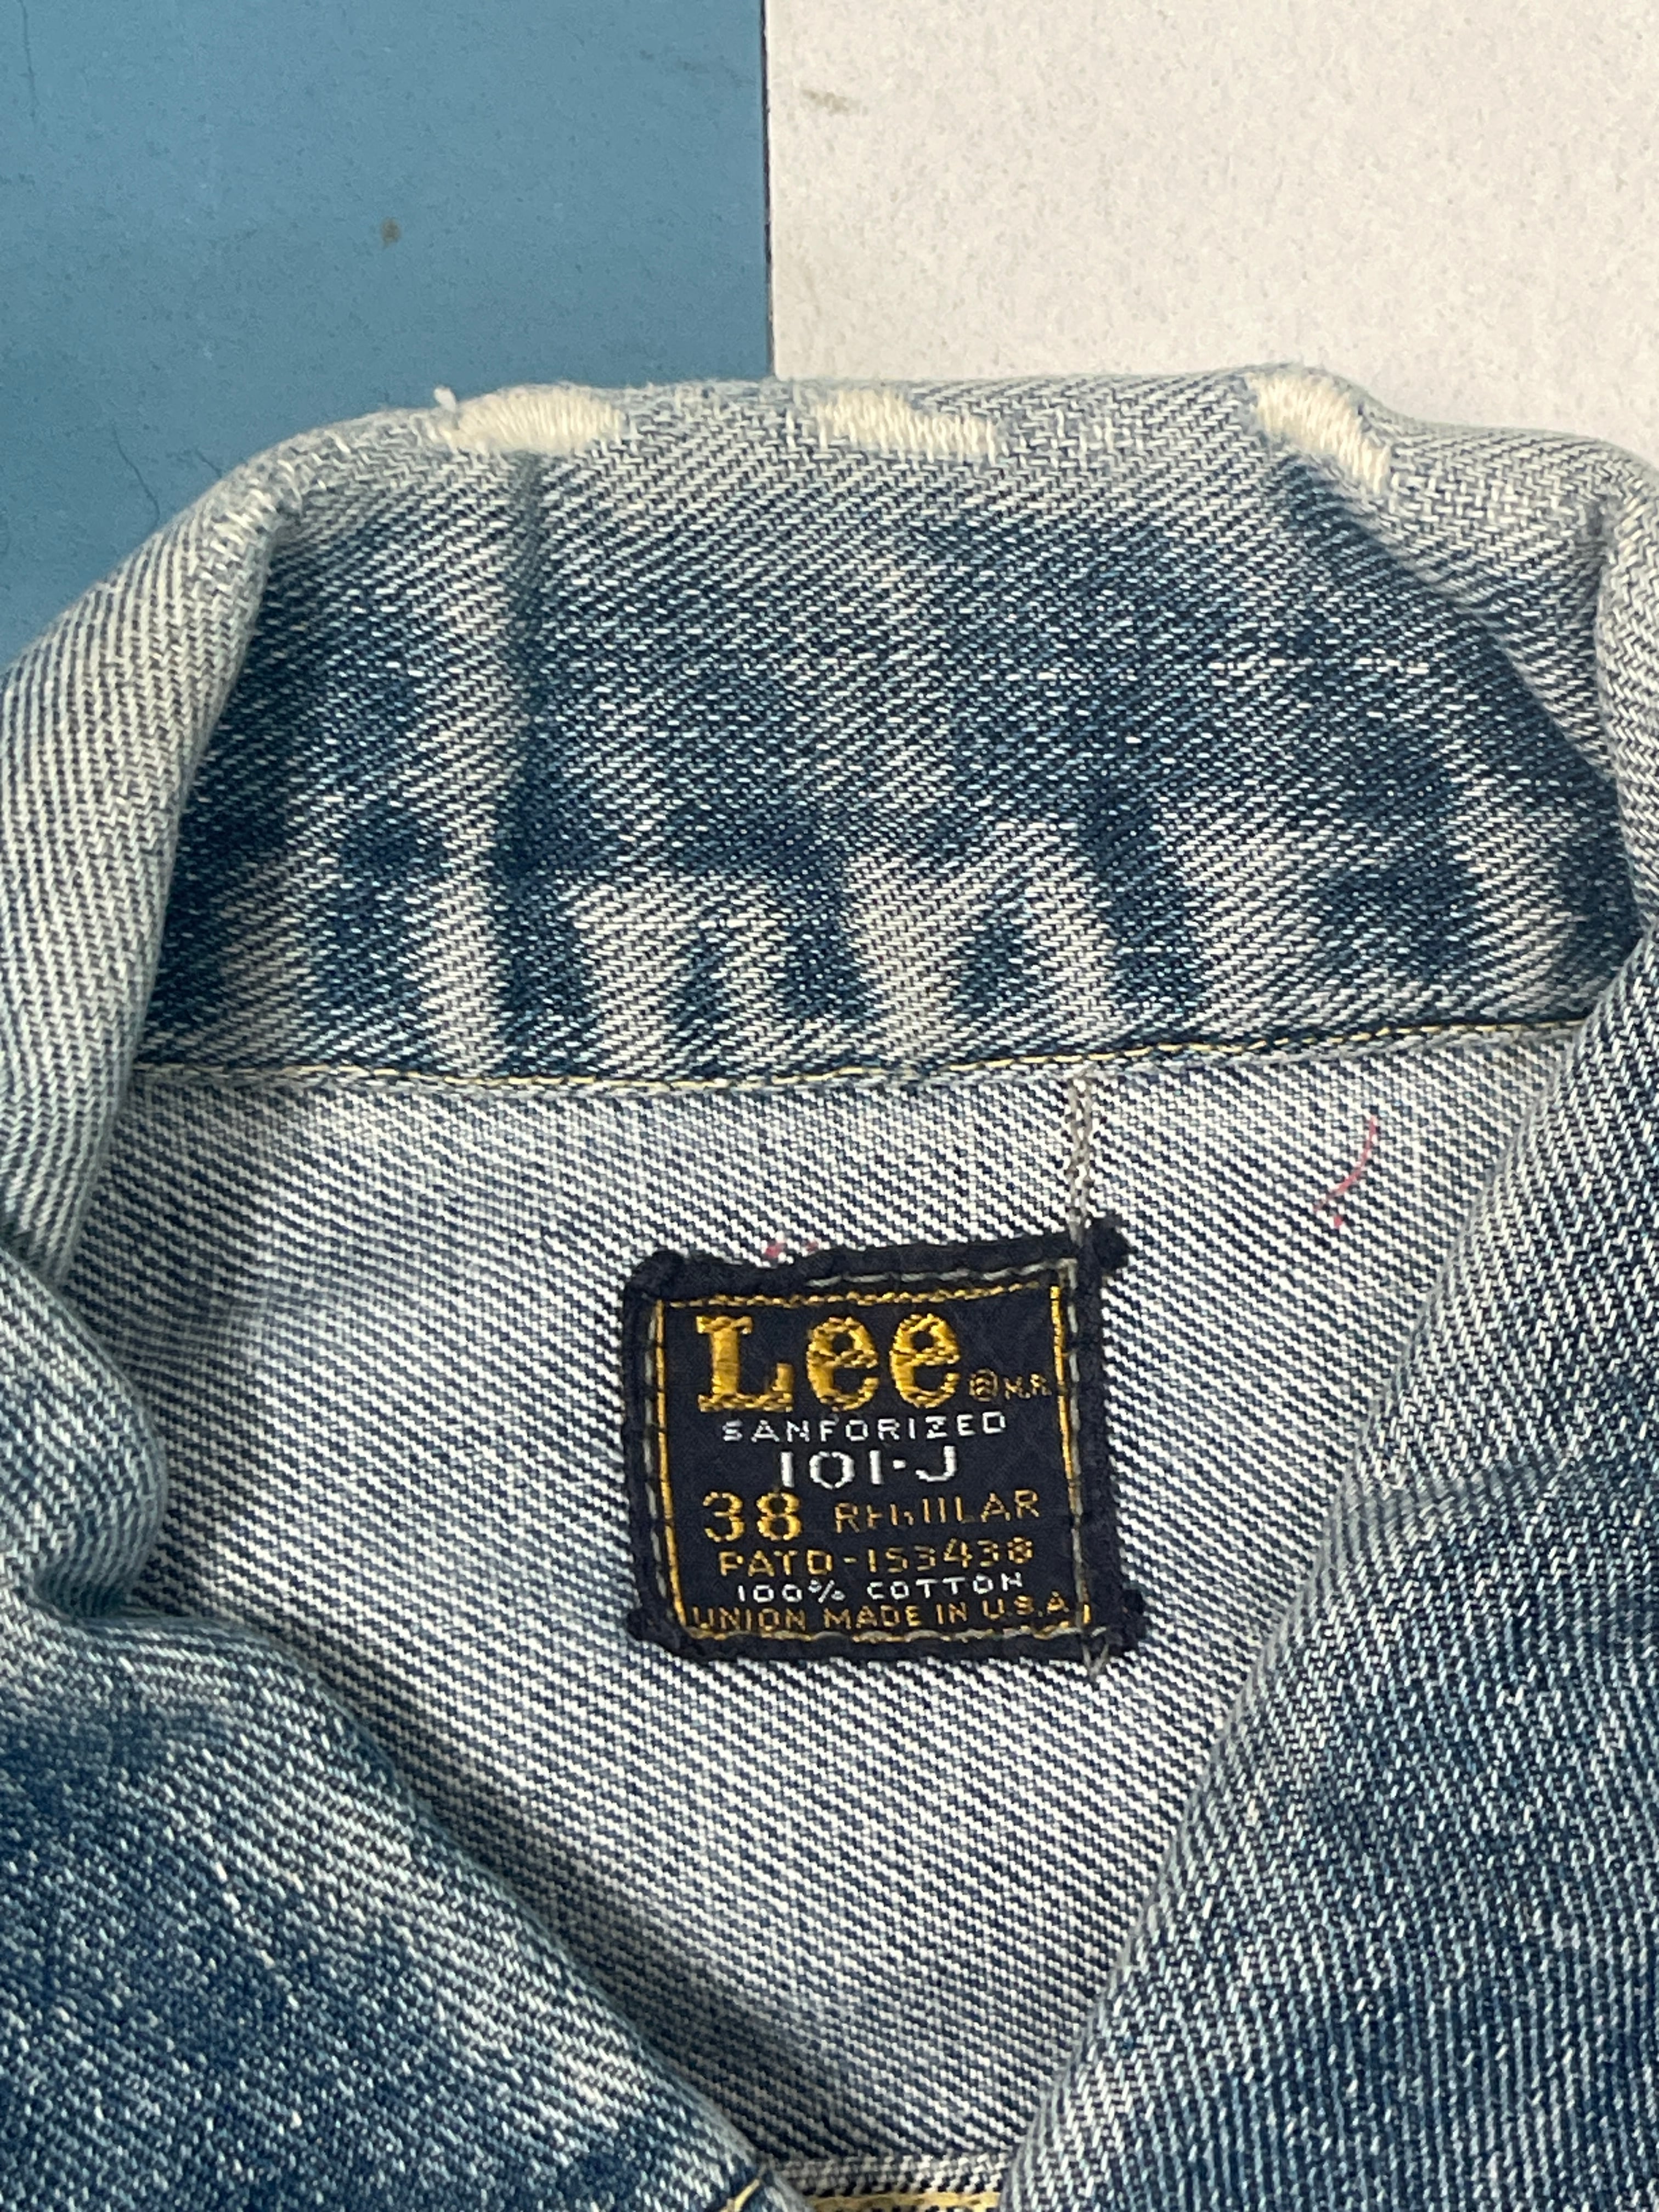 Lee ® M.R.
SANFORIZED
101-J
38 REGULAR
PATD-153438
100% COTTON
UNION MADE IN U.S.A.